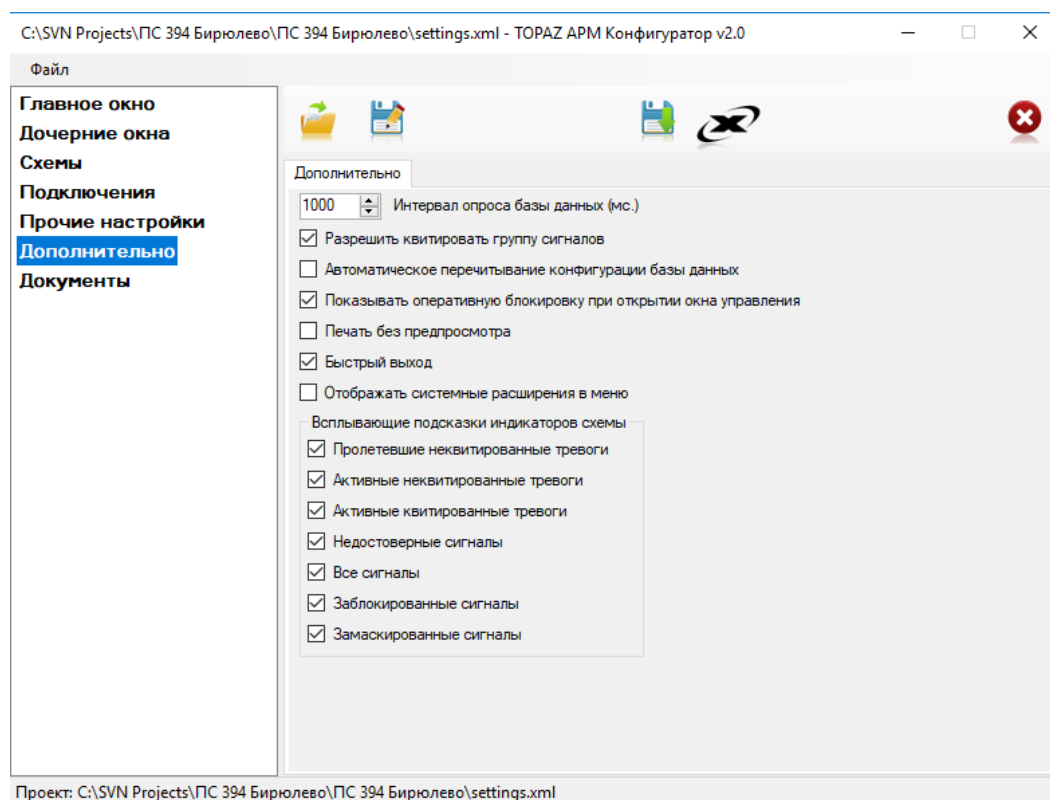 C:\SVN Projects\ПС 394 Бирюлево\ПС 394 Бирюлево\settings.xml - TOPAZ АРМ Конфигуратор v2.0
Файл
Главное окно
Дочерние окна
Схемы
Подключения
Прочие настройки
Дополнительно
Документы
Дополнительно
1000 Интервал опроса базы данных (мс.)
Разрешить квитировать группу сигналов
Автоматическое перечитывание конфигурации базы данных
Показывать оперативную блокировку при открытии окна управления
Печать без предпросмотра
Быстрый выход
Отображать системные расширения в меню
Всплывающие подсказки индикаторов схемы
Пролетевшие неквитированные тревоги
Активные неквитированные тревоги
Активные квитированные тревоги
Недостоверные сигналы
Все сигналы
Заблокированные сигналы
Замаскированные сигналы
Проект: C:\SVN Projects\ПС 394 Бирюлево\ПС 394 Бирюлево\settings.xml